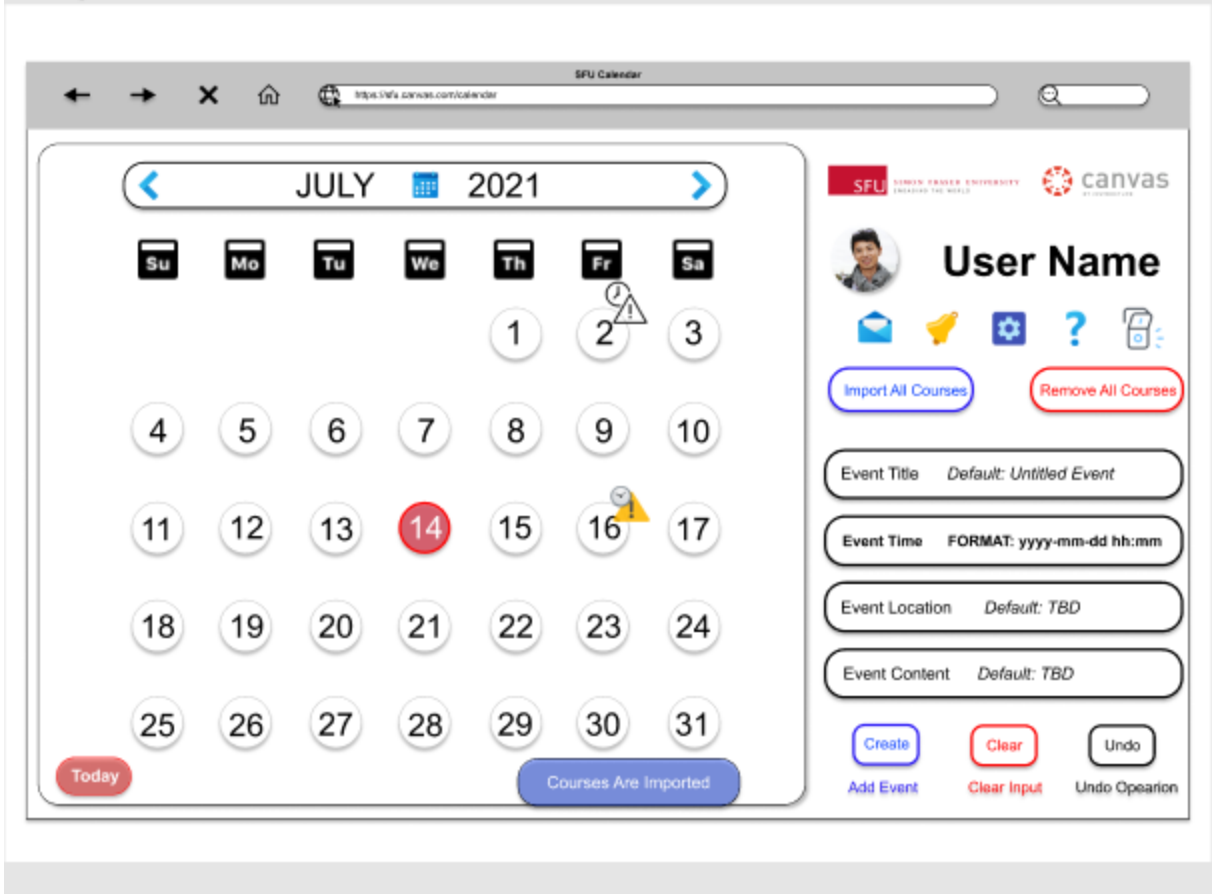 SFU Calendar
https://sfu.canvas.com/calendar
JULY 2021
Su Mo Tu We Th Fr Sa
1 2 3
4 5 6 7 8 9 10
11 12 13 14 15 16 17
18 19 20 21 22 23 24
25 26 27 28 29 30 31
Today
Courses Are Imported
SFU SIMON FRASER UNIVERSITY
ENGAGING THE WORLD
canvas
User Name
Import All Courses Remove All Courses
Event Title Default: Untitled Event
Event Time FORMAT: yyyy-mm-dd hh:mm
Event Location Default: TBD
Event Content Default: TBD
Create Clear Undo
Add Event Clear Input Undo Opearion